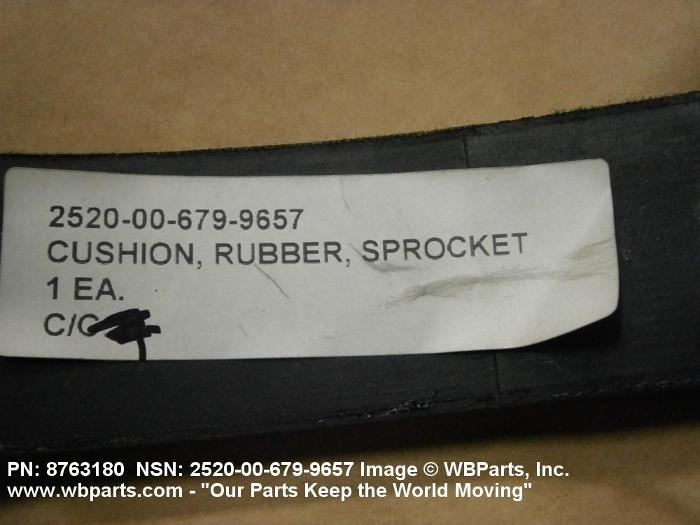 2520-00-679-9657
CUSHION, RUBBER, SPROCKET
1 EA.
C/C
PN: 8763180 NSN: 2520-00-679-9657 Image © WBParts, Inc.
www.wbparts.com - "Our Parts Keep the World Moving"